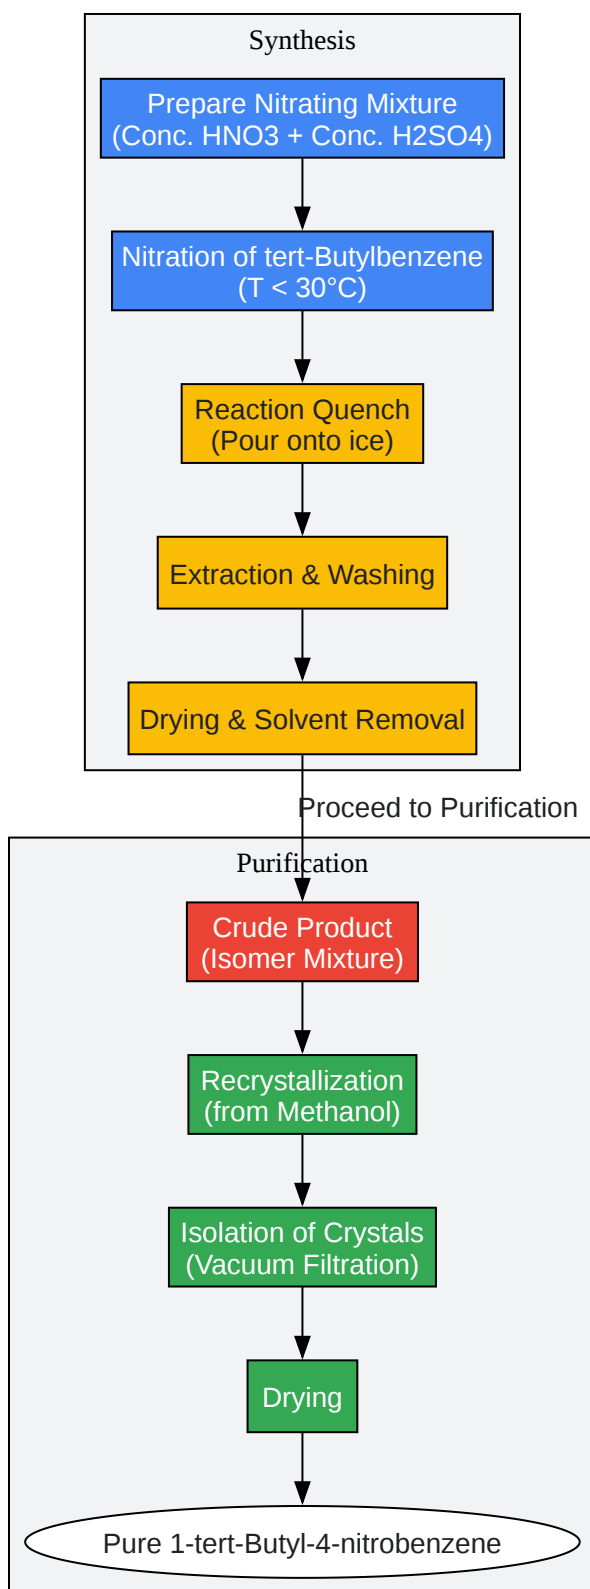 Synthesis
Prepare Nitrating Mixture
(Conc. HNO3 + Conc. H2SO4)
Nitration of tert-Butylbenzene
(T < 30°C)
Reaction Quench
(Pour onto ice)
Extraction & Washing
Drying & Solvent Removal
Proceed to Purification
Purification
Crude Product
(Isomer Mixture)
Recrystallization
(from Methanol)
Isolation of Crystals
(Vacuum Filtration)
Drying
Pure 1-tert-Butyl-4-nitrobenzene